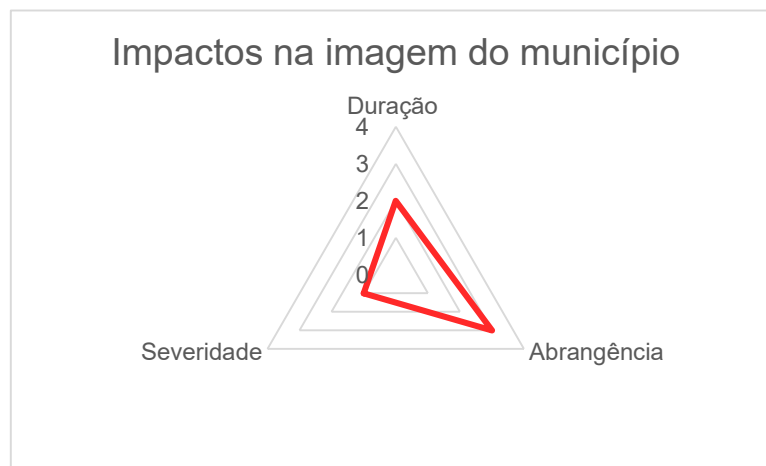 Impactos na imagem do município
Duração
4
3
2
1
0
Severidade
Abrangência